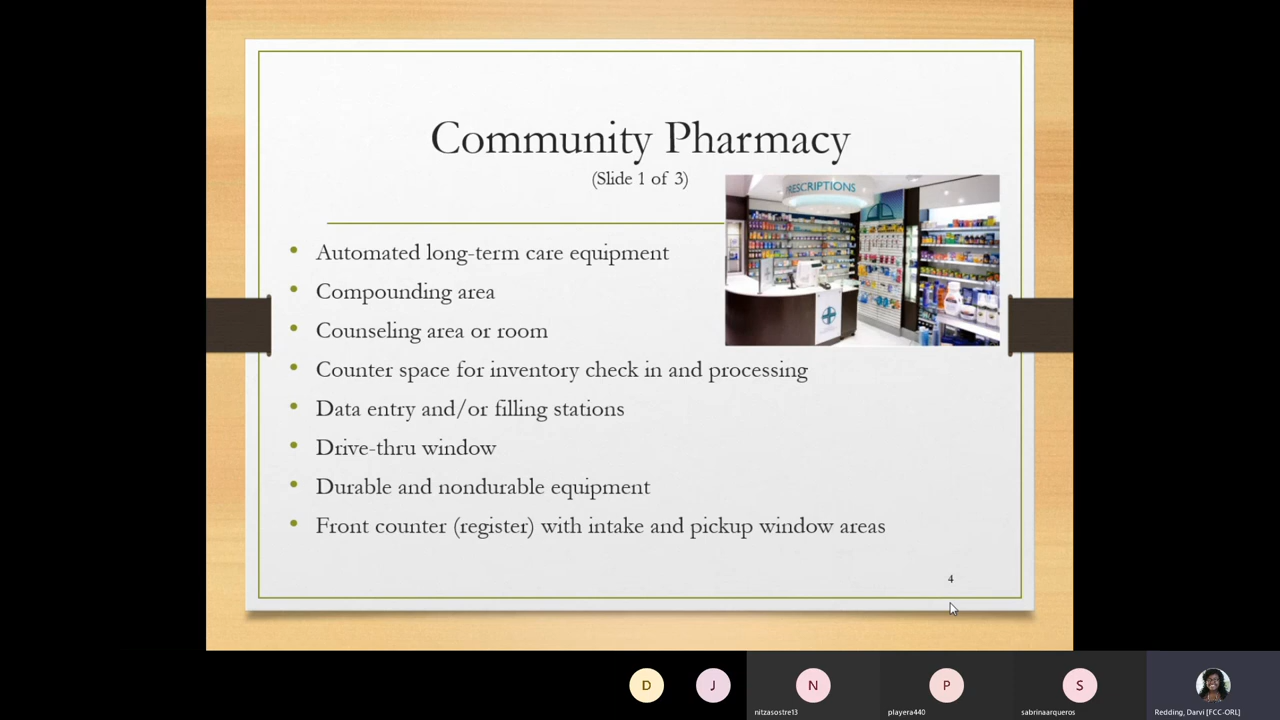 Community Pharmacy
(Slide 1 of 3)
PRESCRIPTIONS
Automated long-term care equipment
Compounding area
Counseling area or room
Counter space for inventory check in and processing
Data entry and/or filling stations
Drive-thru window
Durable and nondurable equipment
Front counter (register) with intake and pickup window areas
4
D
J
N
P
S
nitzasostre13
playera440
sabrinaarqueros
Redding, Darvi [FCC-ORL]